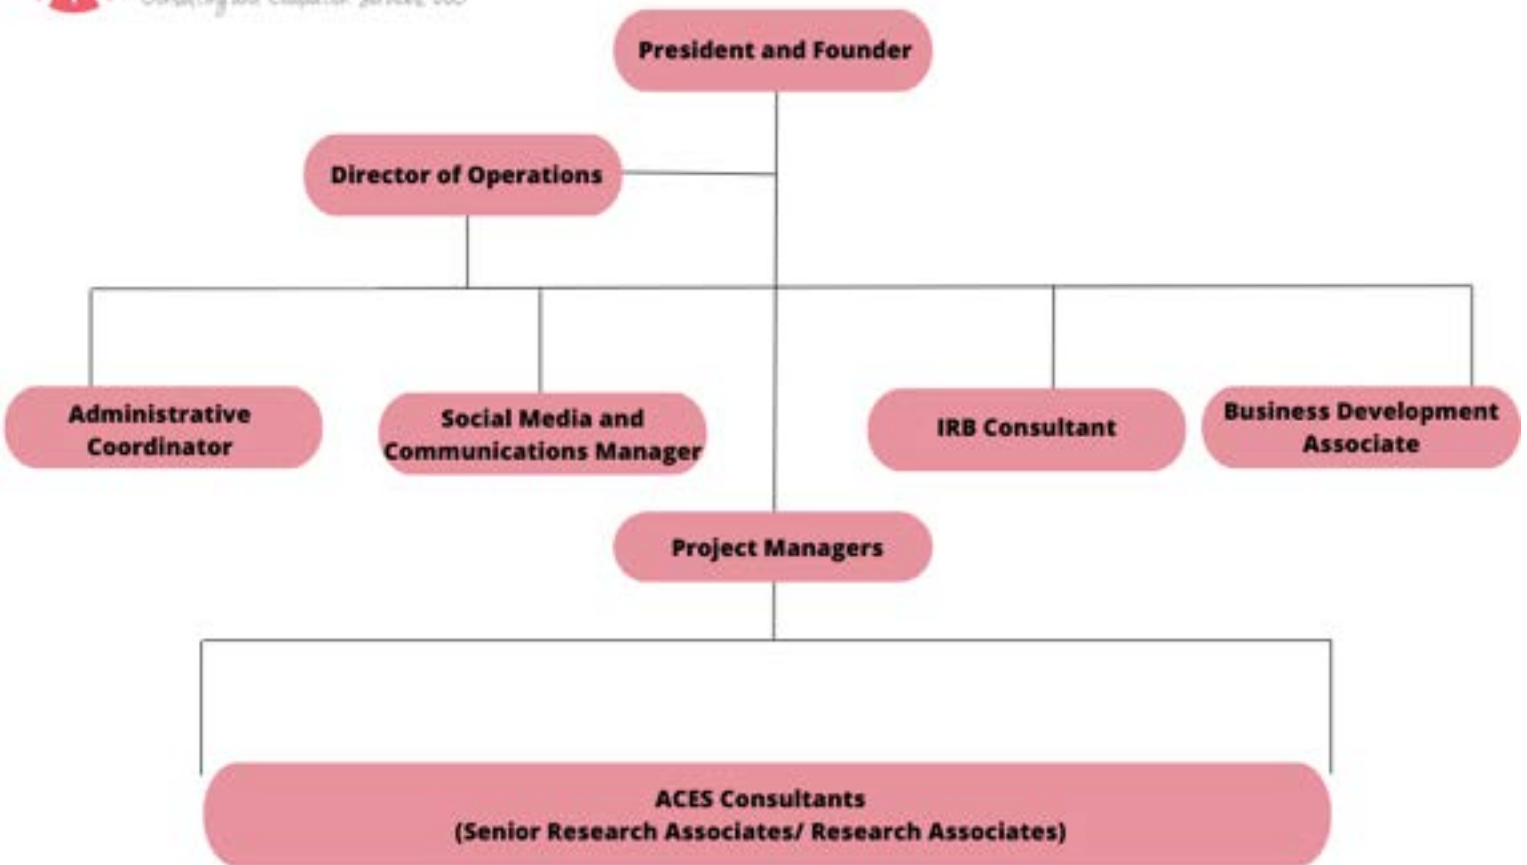 President and Founder
Director of Operations
Administrative
Coordinator
Social Media and
Communications Manager
IRB Consultant
Business Development
Associate
Project Managers
ACES Consultants
(Senior Research Associates/ Research Associates)